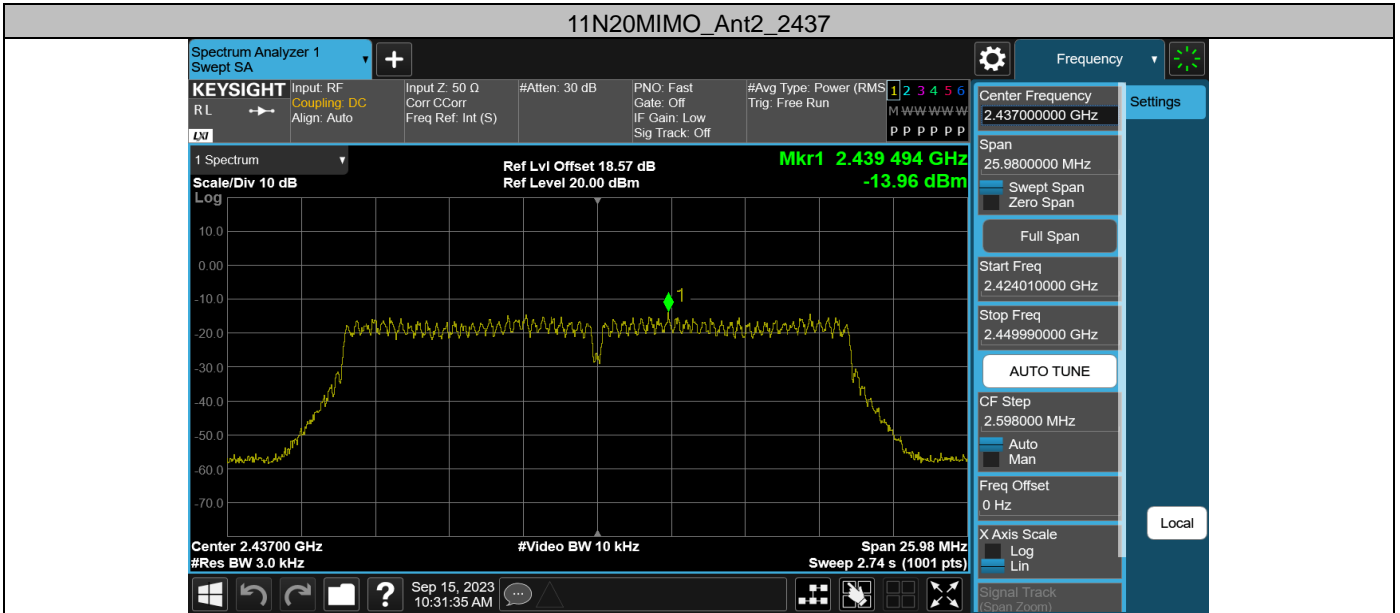 11N20MIMO_Ant2_2437
Spectrum Analyzer 1
Swept SA
+
Frequency
KEYSIGHT
R L
LXI
Input: RF
Coupling: DC
Align: Auto
Input Z: 50 Ω
Corr CCorr
Freq Ref: Int (S)
#Atten: 30 dB
PNO: Fast
Gate: Off
IF Gain: Low
Sig Track: Off
#Avg Type: Power (RMS
Trig: Free Run
1 2 3 4 5 6
M W W W W W
P P P P P P
1 Spectrum
Scale/Div 10 dB
Log
Ref Lvl Offset 18.57 dB
Ref Level 20.00 dBm
Mkr1 2.439 494 GHz
-13.96 dBm
10.0
0.00
-10.0
-20.0
-30.0
-40.0
-50.0
-60.0
-70.0
1
Center 2.43700 GHz
#Res BW 3.0 kHz
#Video BW 10 kHz
Span 25.98 MHz
Sweep 2.74 s (1001 pts)
Center Frequency
2.437000000 GHz
Span
25.9800000 MHz
Swept Span
Zero Span
Full Span
Start Freq
2.424010000 GHz
Stop Freq
2.449990000 GHz
AUTO TUNE
CF Step
2.598000 MHz
Auto
Man
Freq Offset
0 Hz
X Axis Scale
Log
Lin
Signal Track
(Span Zoom)
Settings
Local
?
Sep 15, 2023
10:31:35 AM